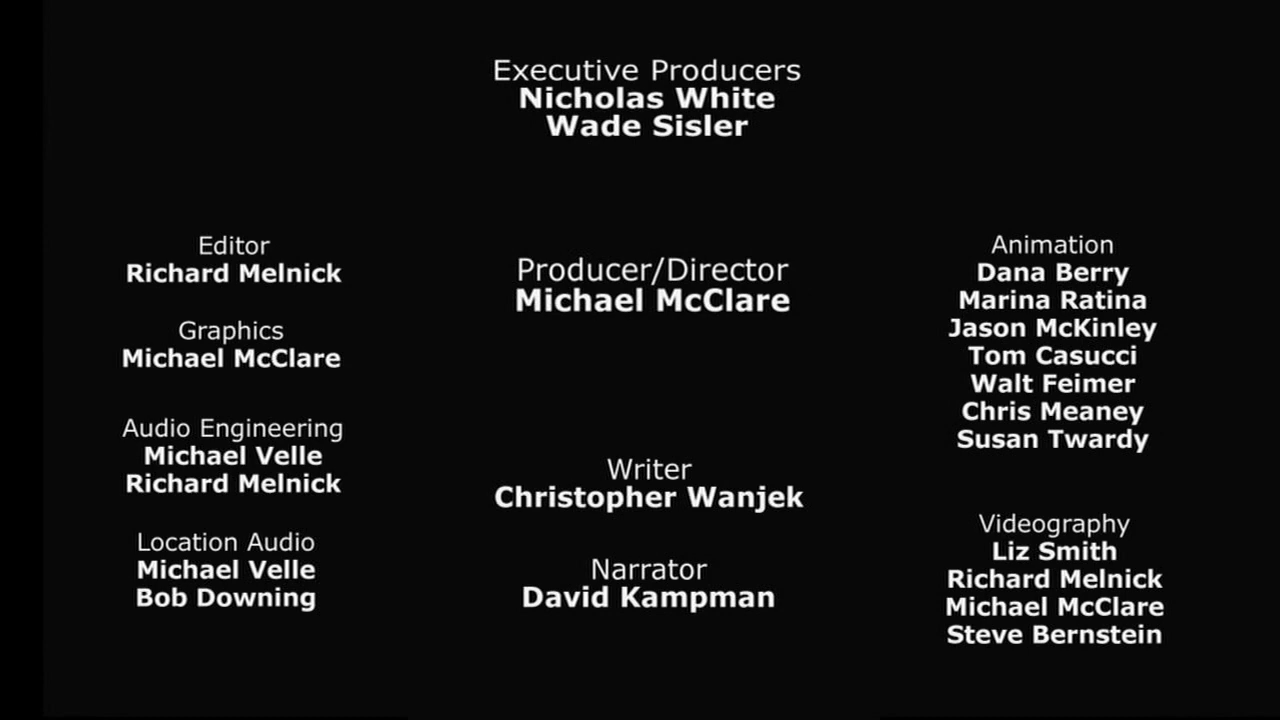 Executive Producers
Nicholas White
Wade Sisler
Editor
Richard Melnick
Graphics
Michael McClare
Audio Engineering
Michael Velle
Richard Melnick
Location Audio
Michael Velle
Bob Downing
Producer/Director
Michael McClare
Writer
Christopher Wanjek
Narrator
David Kampman
Animation
Dana Berry
Marina Ratina
Jason McKinley
Tom Casucci
Walt Feimer
Chris Meaney
Susan Twardy
Videography
Liz Smith
Richard Melnick
Michael McClare
Steve Bernstein